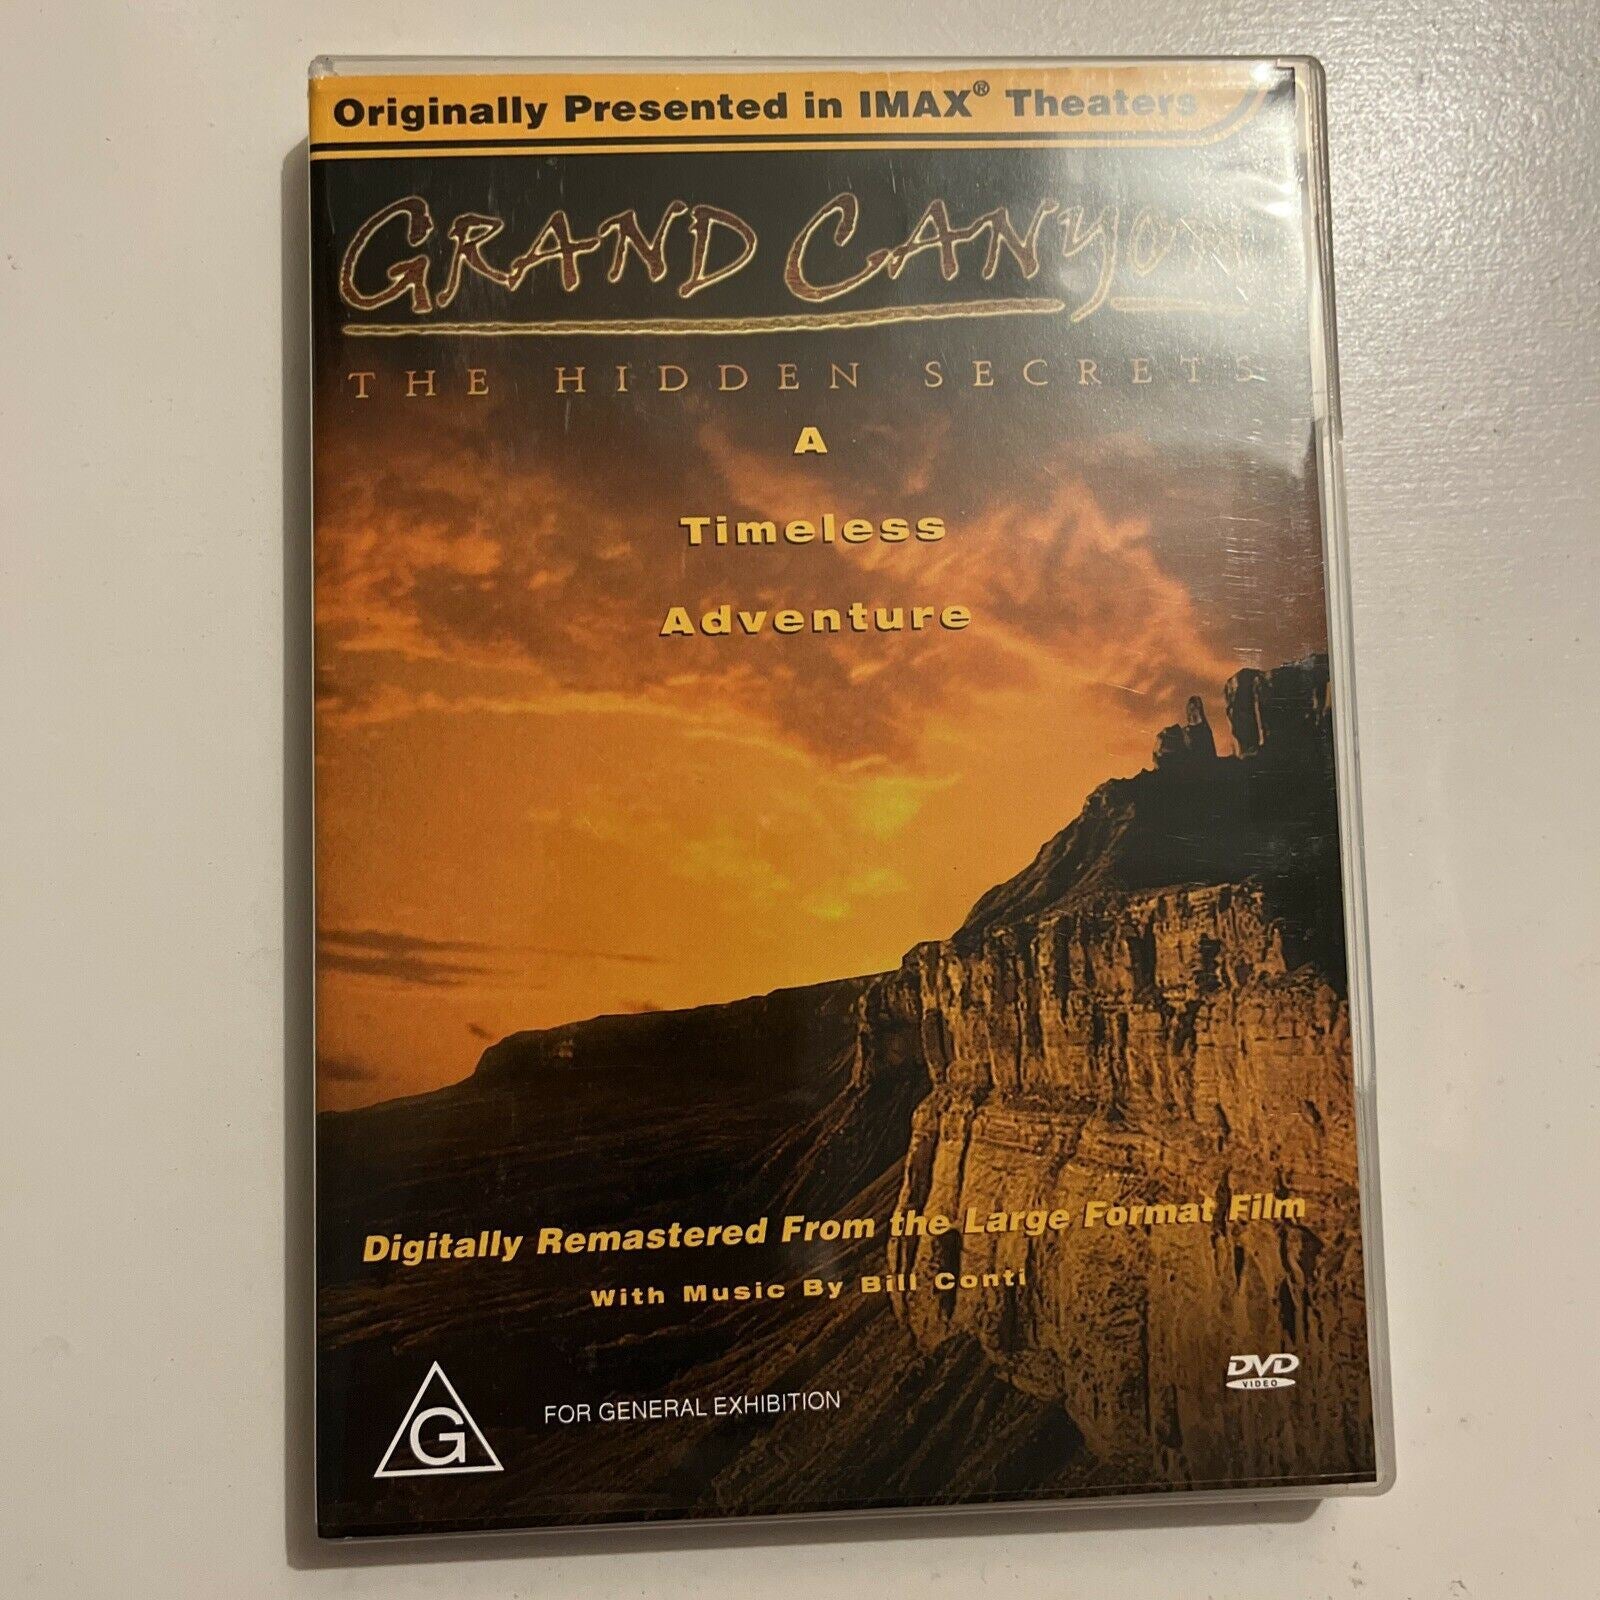 Originally Presented in IMAX® Theaters
GRAND CANYON
THE HIDDEN SECRETS
A
Timeless
Adventure
Digitally Remastered From the Large Format Film
With Music By Bill Conti
G
FOR GENERAL EXHIBITION
DVD
VIDEO